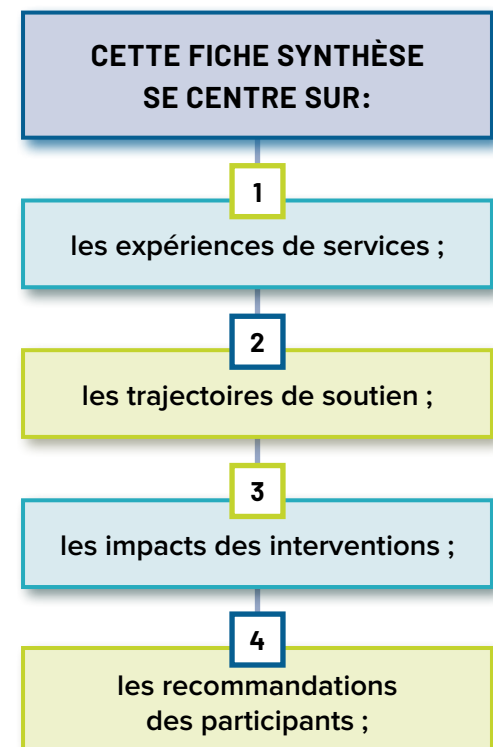 CETTE FICHE SYNTHÈSE
SE CENTRE SUR:
1
les expériences de services ;
2
les trajectoires de soutien ;
3
les impacts des interventions ;
4
les recommandations
des participants ;